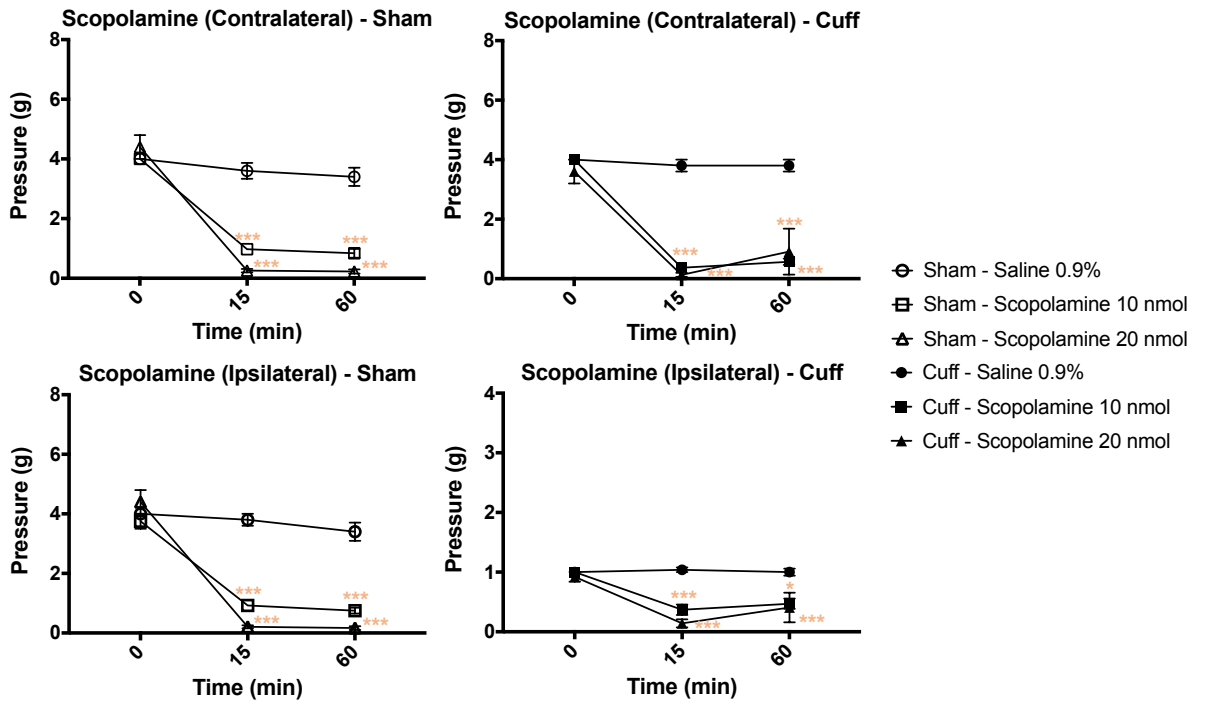 Scopolamine (Contralateral) - Sham
8
6
4
2
0
Pressure (g)
***
***
***
***
0
15
60
Time (min)
Scopolamine (Contralateral) - Cuff
8
6
4
2
0
Pressure (g)
***
***
***
***
0
15
60
Time (min)
Scopolamine (Ipsilateral) - Sham
8
6
4
2
0
Pressure (g)
***
***
***
***
0
15
60
Time (min)
Scopolamine (Ipsilateral) - Cuff
4
3
2
1
0
Pressure (g)
***
*
***
***
0
15
60
Time (min)
Sham - Saline 0.9%
Sham - Scopolamine 10 nmol
Sham - Scopolamine 20 nmol
Cuff - Saline 0.9%
Cuff - Scopolamine 10 nmol
Cuff - Scopolamine 20 nmol